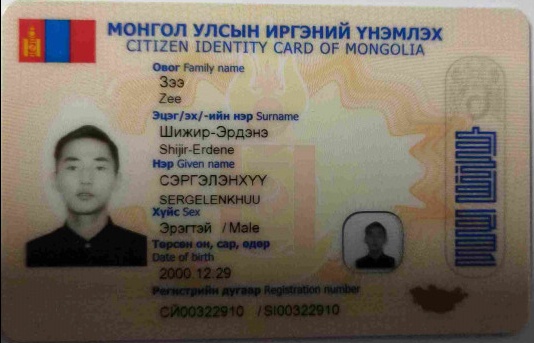 МОНГОЛ УЛСЫН ИРГЭНИЙ ҮНЭМЛЭХ
CITIZEN IDENTITY CARD OF MONGOLIA
Овог Family name
Зээ
Zee
Эцэг/эх/-ийн нэр Surname
Шижир-Эрдэнэ
Shijir-Erdene
Нэр Given name
СЭРГЭЛЭНХҮҮ
SERGELENKHUU
Хүйс Sex
Эрэгтэй / Male
Төрсөн он, сар, өдөр
Date of birth
2000.12.29
Регистрийн дугаар Registration number
СЙ00322910 /SI00322910